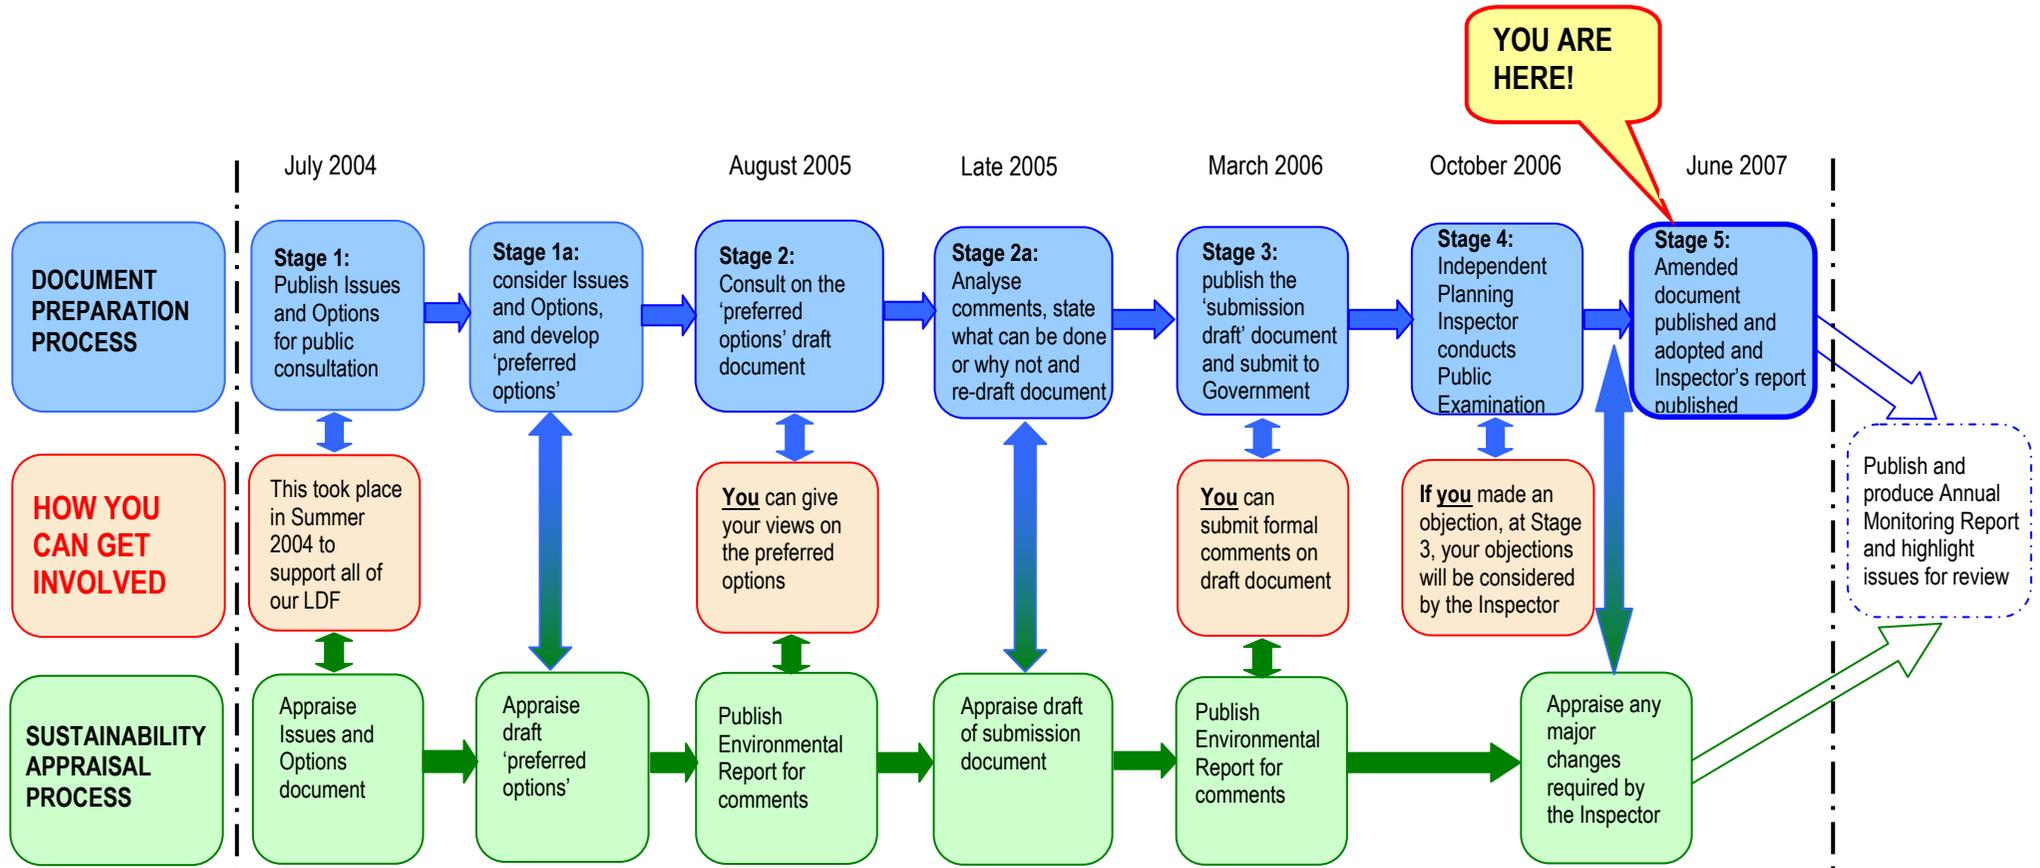 YOU ARE
HERE!
July 2004
August 2005
Late 2005
March 2006
October 2006
June 2007
DOCUMENT
PREPARATION
PROCESS
Stage 1:
Publish Issues
and Options
for public
consultation
Stage 1a:
consider Issues
and Options,
and develop
‘preferred
options’
Stage 2:
Consult on the
‘preferred
options’ draft
document
Stage 2a:
Analyse
comments, state
what can be done
or why not and
re-draft document
Stage 3:
publish the
‘submission
draft’ document
and submit to
Government
Stage 4:
Independent
Planning
Inspector
conducts
Public
Examination
Stage 5:
Amended
document
published and
adopted and
Inspector’s report
published
HOW YOU
CAN GET
INVOLVED
This took place
in Summer
2004 to
support all of
our LDF
You can give
your views on
the preferred
options
You can
submit formal
comments on
draft document
If you made an
objection, at Stage
3, your objections
will be considered
by the Inspector
Publish and
produce Annual
Monitoring Report
and highlight
issues for review
SUSTAINABILITY
APPRAISAL
PROCESS
Appraise
Issues and
Options
document
Appraise
draft
‘preferred
options’
Publish
Environmental
Report for
comments
Appraise draft
of submission
document
Publish
Environmental
Report for
comments
Appraise any
major
changes
required by
the Inspector